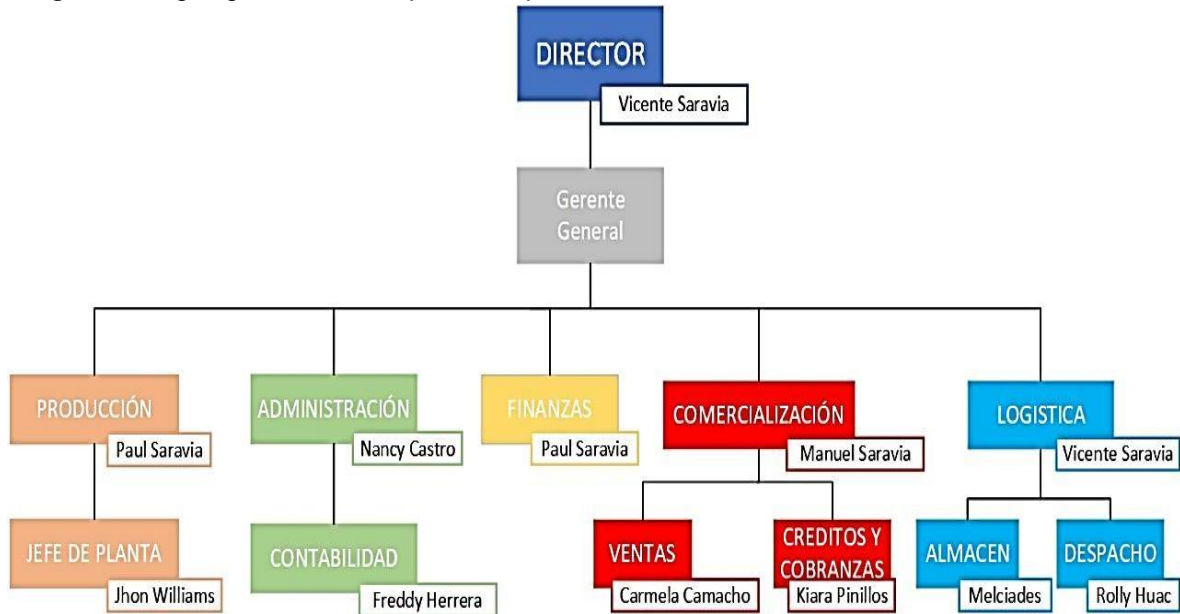 DIRECTOR
Vicente Saravia
Gerente
General
PRODUCCIÓN
Paul Saravia
ADMINISTRACIÓN
Nancy Castro
FINANZAS
Paul Saravia
COMERCIALIZACIÓN
Manuel Saravia
LOGISTICA
Vicente Saravia
JEFE DE PLANTA
Jhon Williams
CONTABILIDAD
Freddy Herrera
VENTAS
Carmela Camacho
CREDITOS Y
COBRANZAS
Kiara Pinillos
ALMACEN
Melciades
DESPACHO
Rolly Huac